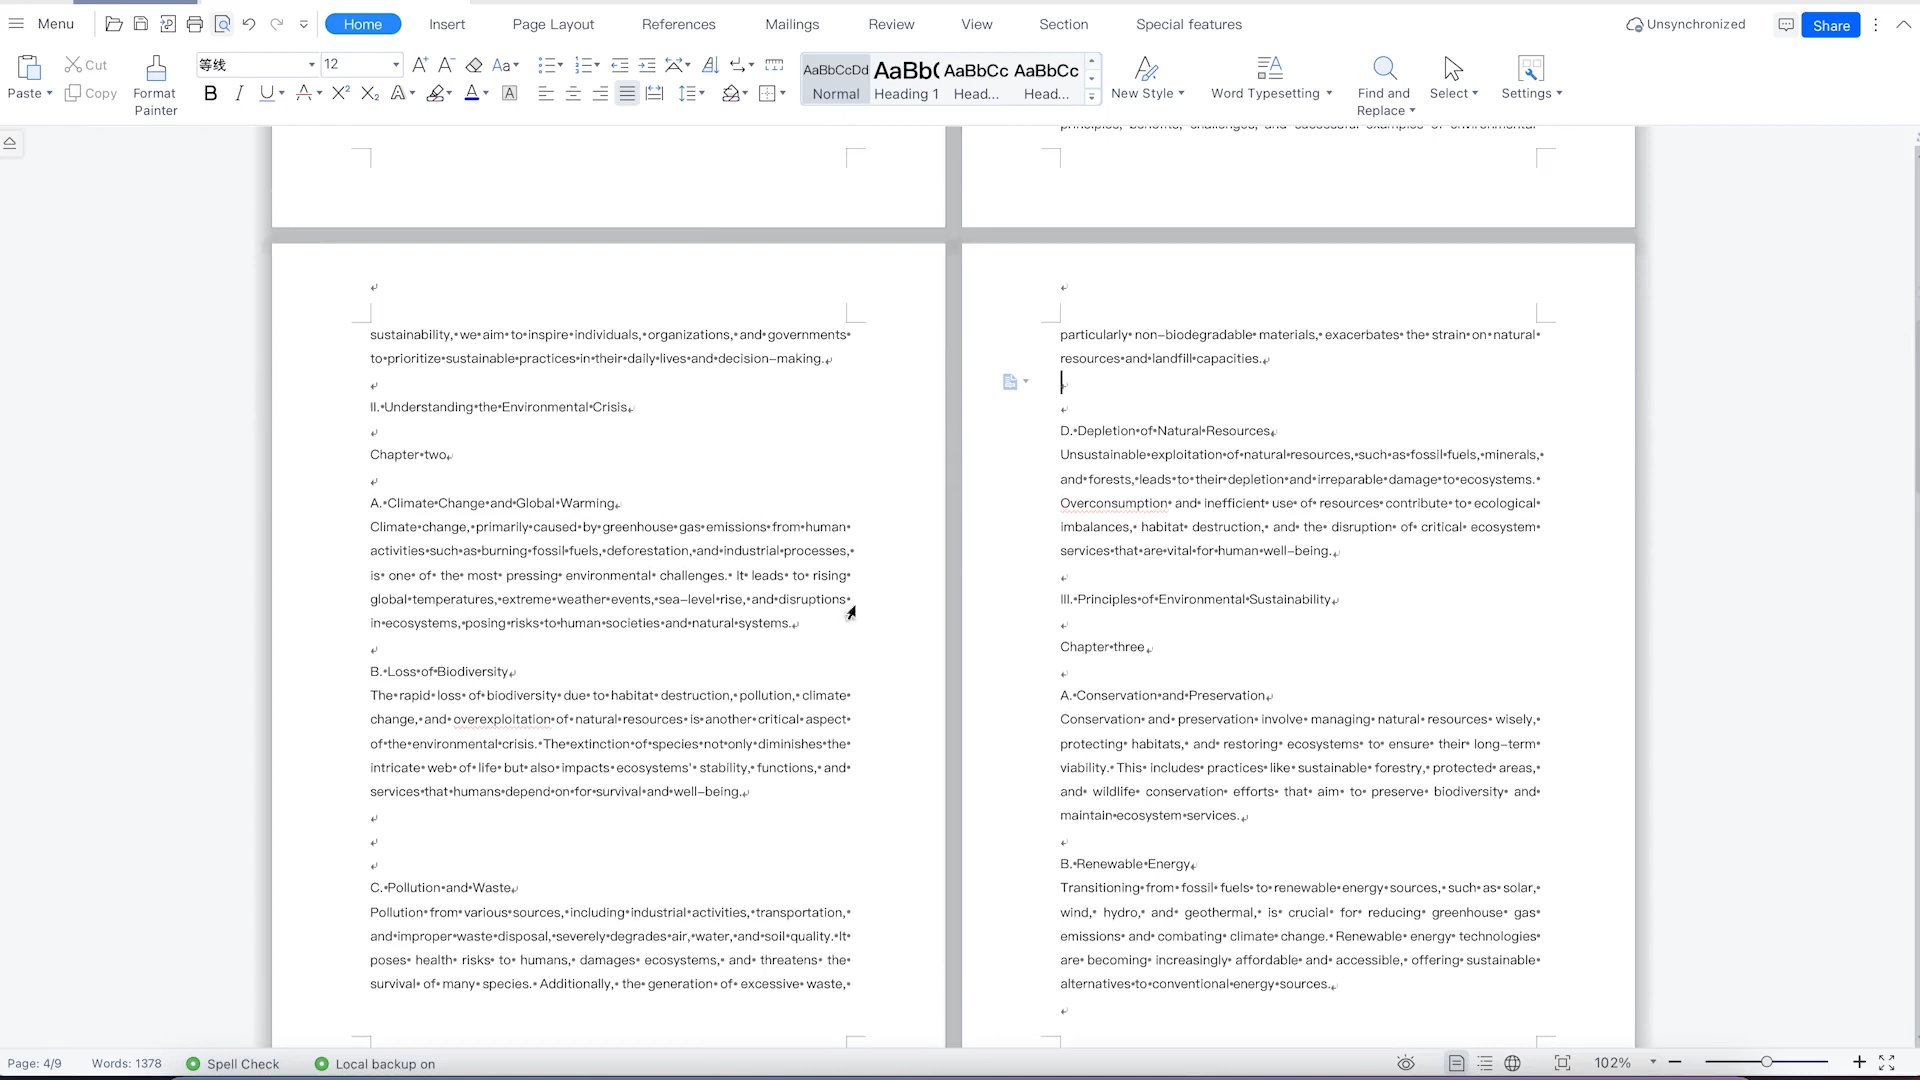 Menu
Home
Insert
Page Layout
References
Mailings
Review
View
Section
Special features
Unsynchronized
Share
Paste
Cut
Copy
Format
Painter
等线
12
AaBbCcDd
Normal
AaBb(
Heading 1
AaBbCc
Head...
AaBbCc
Head...
New Style
Word Typesetting
Find and
Replace
Select
Settings
principles, benefits, challenges, and successful examples of environmental
sustainability, we aim to inspire individuals, organizations, and governments
to prioritize sustainable practices in their daily lives and decision-making.
II. Understanding the Environmental Crisis
Chapter two
A. Climate Change and Global Warming
Climate change, primarily caused by greenhouse gas emissions from human
activities such as burning fossil fuels, deforestation, and industrial processes,
is one of the most pressing environmental challenges. It leads to rising
global temperatures, extreme weather events, sea-level rise, and disruptions
in ecosystems, posing risks to human societies and natural systems.
B. Loss of Biodiversity
The rapid loss of biodiversity due to habitat destruction, pollution, climate
change, and overexploitation of natural resources is another critical aspect
of the environmental crisis. The extinction of species not only diminishes the
intricate web of life but also impacts ecosystems' stability, functions, and
services that humans depend on for survival and well-being.
C. Pollution and Waste
Pollution from various sources, including industrial activities, transportation,
and improper waste disposal, severely degrades air, water, and soil quality. It
poses health risks to humans, damages ecosystems, and threatens the
survival of many species. Additionally, the generation of excessive waste,
particularly non-biodegradable materials, exacerbates the strain on natural
resources and landfill capacities.
D. Depletion of Natural Resources
Unsustainable exploitation of natural resources, such as fossil fuels, minerals,
and forests, leads to their depletion and irreparable damage to ecosystems.
Overconsumption and inefficient use of resources contribute to ecological
imbalances, habitat destruction, and the disruption of critical ecosystem
services that are vital for human well-being.
III. Principles of Environmental Sustainability
Chapter three
A. Conservation and Preservation
Conservation and preservation involve managing natural resources wisely,
protecting habitats, and restoring ecosystems to ensure their long-term
viability. This includes practices like sustainable forestry, protected areas,
and wildlife conservation efforts that aim to preserve biodiversity and
maintain ecosystem services.
B. Renewable Energy
Transitioning from fossil fuels to renewable energy sources, such as solar,
wind, hydro, and geothermal, is crucial for reducing greenhouse gas
emissions and combating climate change. Renewable energy technologies
are becoming increasingly affordable and accessible, offering sustainable
alternatives to conventional energy sources.
Page: 4/9
Words: 1378
Spell Check
Local backup on
102%